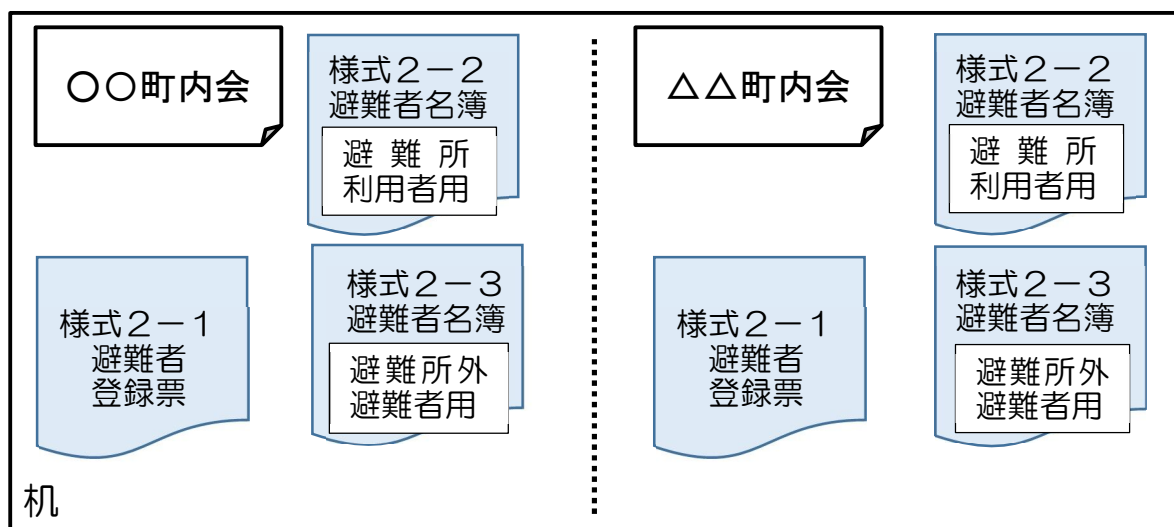 〇〇町内会
様式２－２
避難者名簿
避難所
利用者用
様式２－１
避難者
登録票
様式２－３
避難者名簿
避難所外
避難者用
△△町内会
様式２－２
避難者名簿
避難所
利用者用
様式２－１
避難者
登録票
様式２－３
避難者名簿
避難所外
避難者用
机